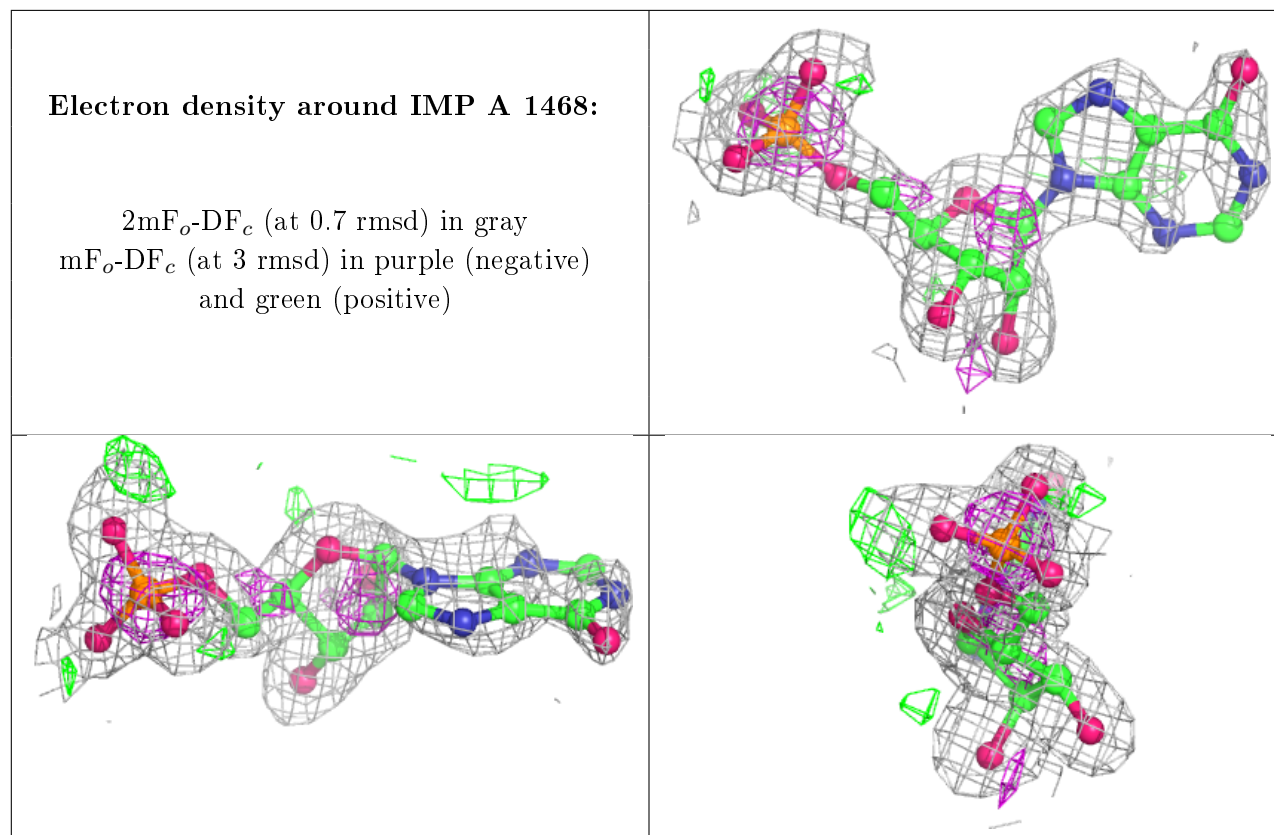 Electron density around IMP A 1468:
2mFo-DFc (at 0.7 rmsd) in gray
mFo-DFc (at 3 rmsd) in purple (negative)
and green (positive)